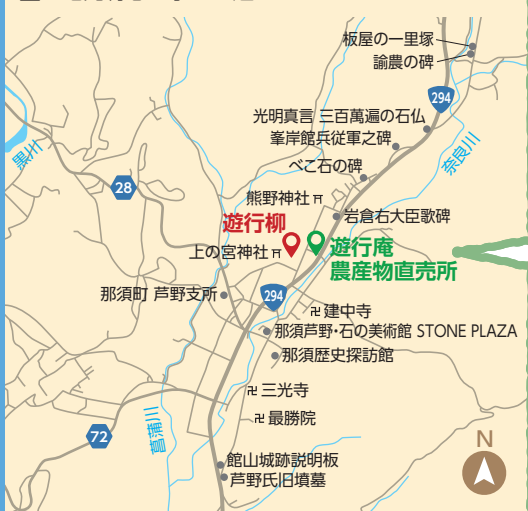 板屋の一里塚
諭農の碑
294
光明真言 三百萬遍の石仏
峯岸館兵従軍之碑
奈良川
べこ石の碑
黒川
28
熊野神社
岩倉右大臣歌碑
遊行柳
遊行庵
農産物直売所
上の宮神社
那須町 芦野支所
294
卍建中寺
那須芦野・石の美術館 STONE PLAZA
那須歴史探訪館
卍三光寺
卍最勝院
菖蒲川
72
館山城跡説明板
芦野氏旧墳墓
N